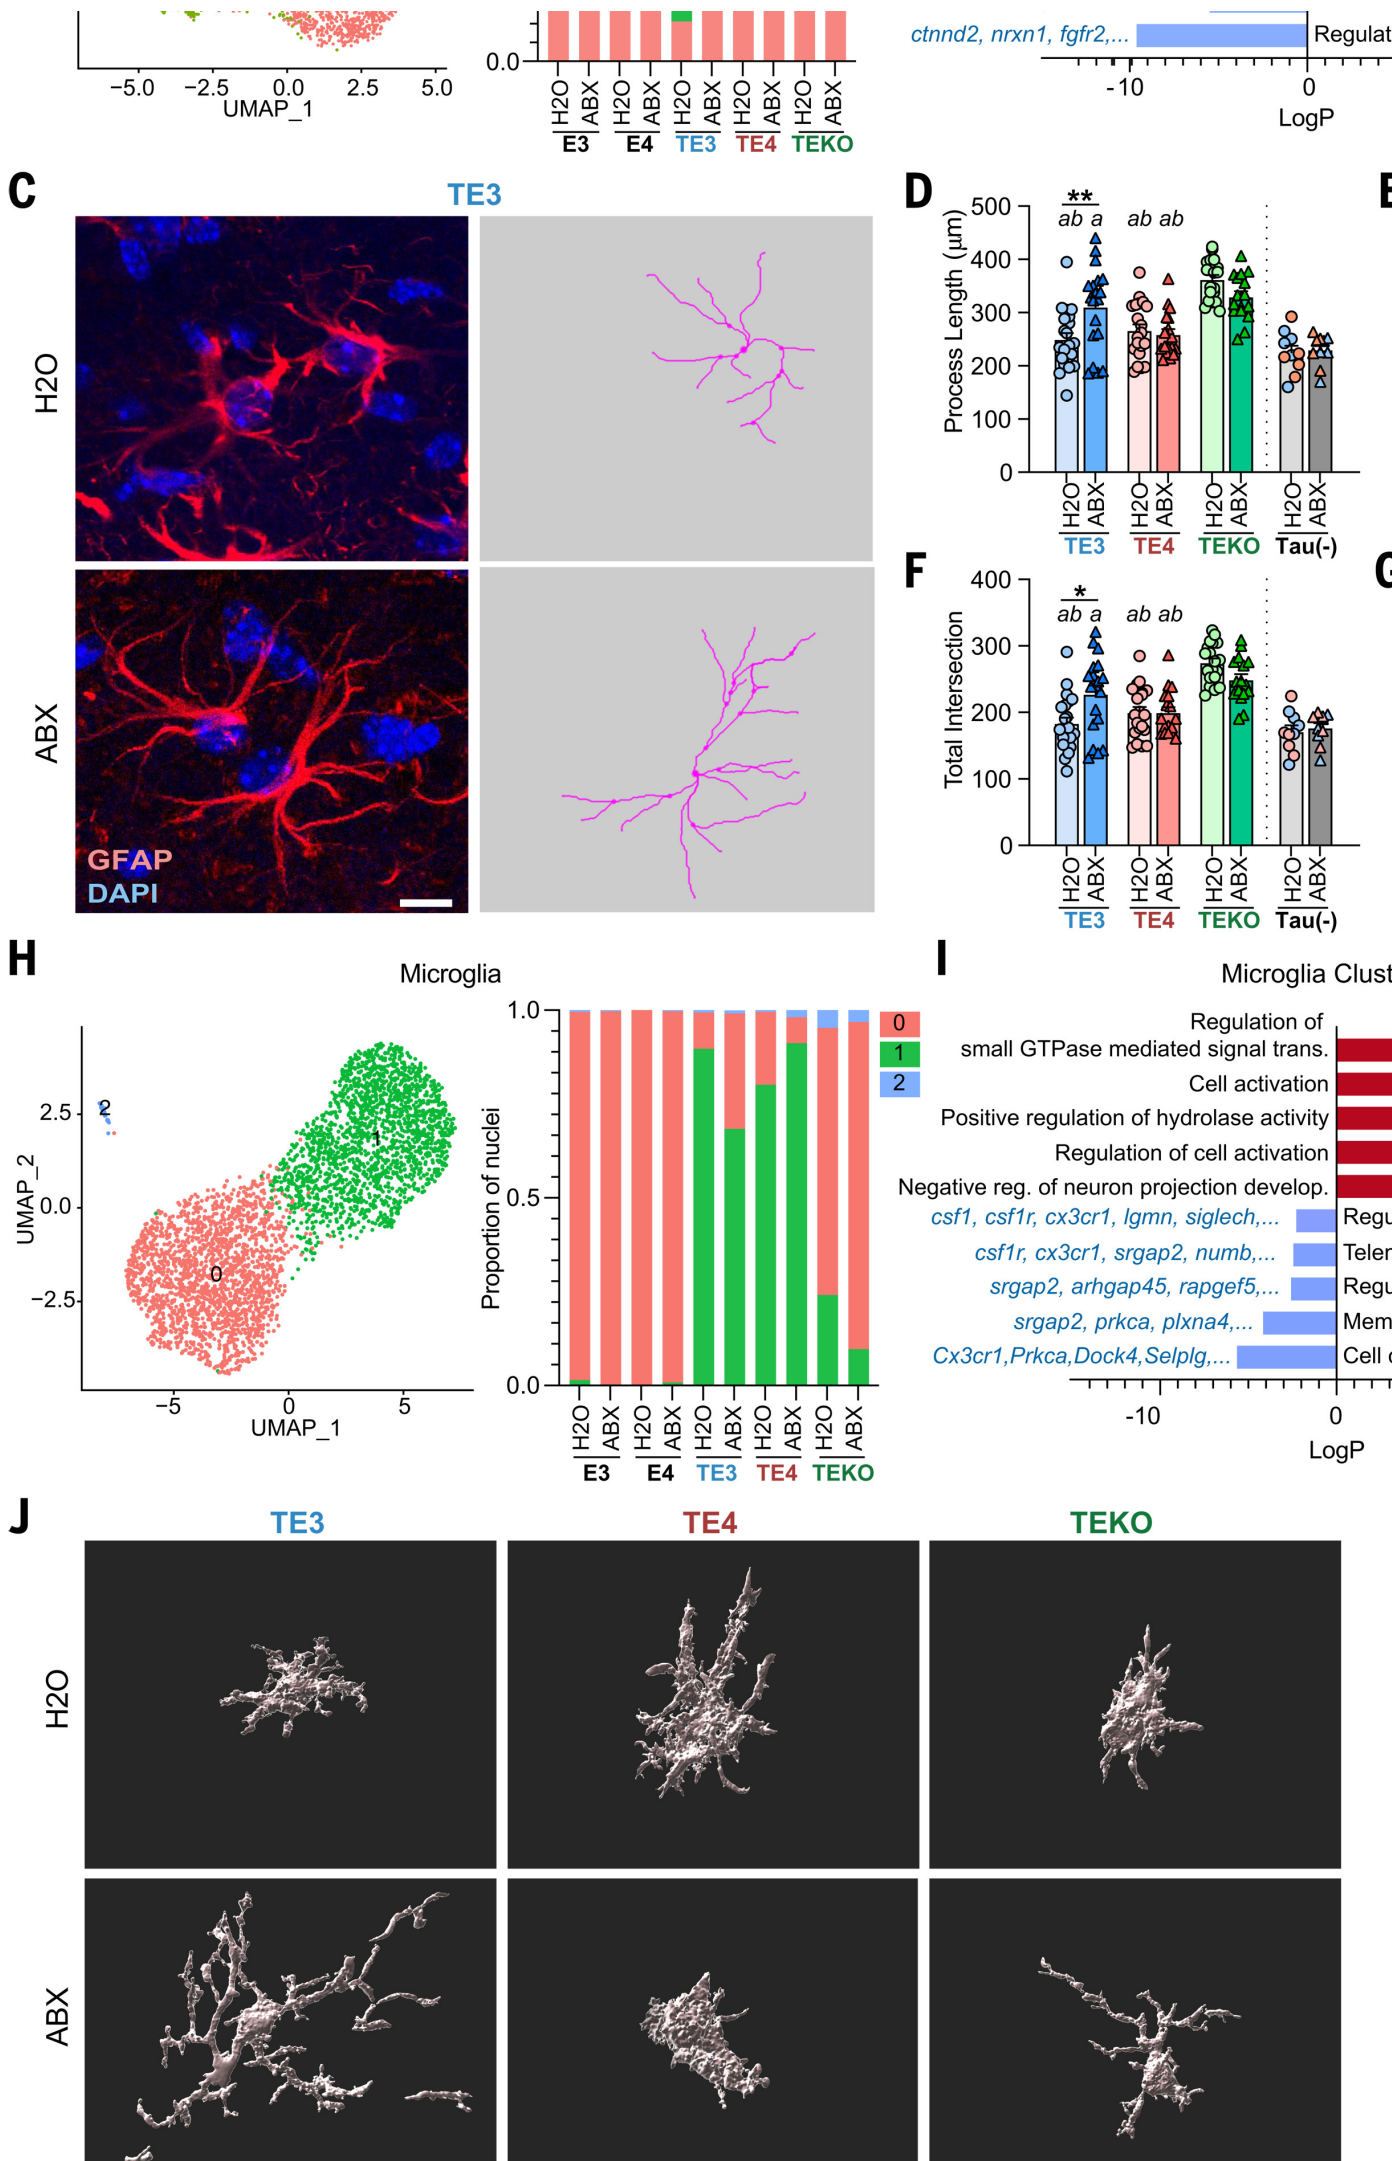 −5.0 −2.5 0.0 2.5 5.0
UMAP_1
0.0
H2O ABX H2O ABX H2O ABX H2O ABX H2O ABX
E3 E4 TE3 TE4 TEKO
ctnnd2, nrxn1, fgfr2,...
Regulat
-10 0
LogP
C
TE3
H2O
ABX
GFAP
DAPI
D
Process Length (μm)
500
400
300
200
100
0
**
ab a ab ab
H2O ABX H2O ABX H2O ABX H2O ABX
TE3 TE4 TEKO Tau(-)
E
F
Total Intersection
400
300
200
100
0
*
ab a ab ab
H2O ABX H2O ABX H2O ABX H2O ABX
TE3 TE4 TEKO Tau(-)
G
H
Microglia
UMAP_2
2.5
0.0
−2.5
2
1
0
−5 0 5
UMAP_1
Proportion of nuclei
1.0
0.5
0.0
0
1
2
H2O ABX H2O ABX H2O ABX H2O ABX H2O ABX
E3 E4 TE3 TE4 TEKO
I
Microglia Clust
Regulation of
small GTPase mediated signal trans.
Cell activation
Positive regulation of hydrolase activity
Regulation of cell activation
Negative reg. of neuron projection develop.
csf1, csf1r, cx3cr1, lgmn, siglech,... Regu
csf1r, cx3cr1, srgap2, numb,... Telen
srgap2, arhgap45, rapgef5,... Regu
srgap2, prkca, plxna4,... Mem
Cx3cr1,Prkca,Dock4,Selplg,... Cell c
-10 0
LogP
J
TE3 TE4 TEKO
H2O
ABX